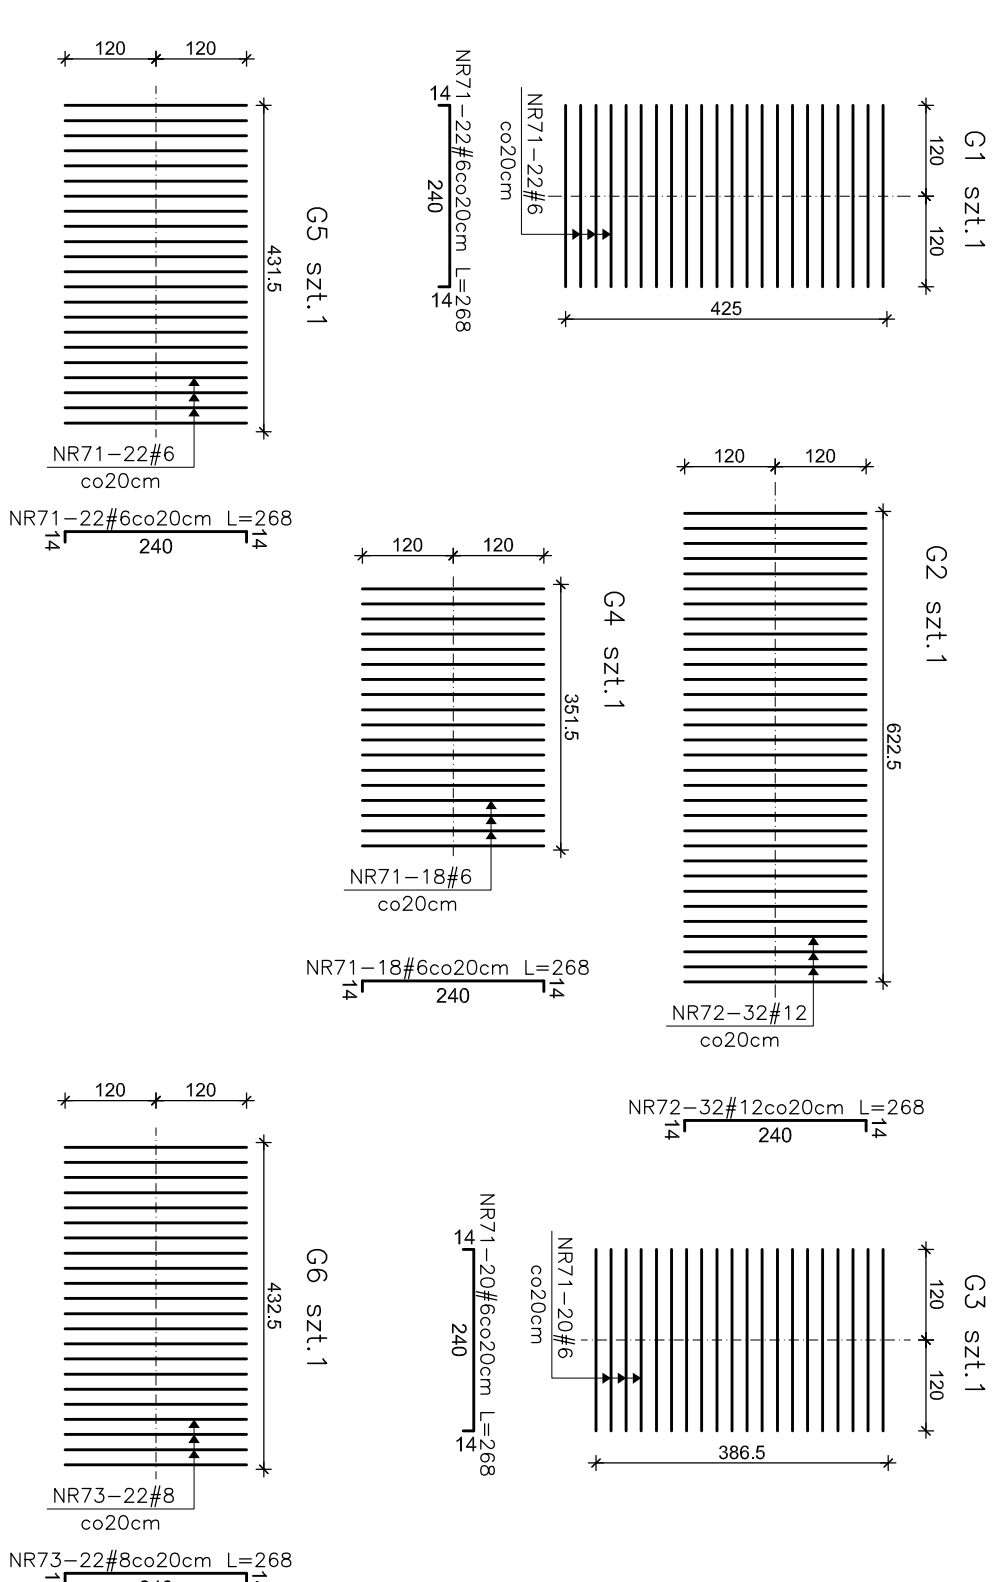 G1 szt.1
120 120
425
NR71-22#6
co20cm
NR71-22#6co20cm L=268
14 240 14
G5 szt.1
120 120
431.5
NR71-22#6
co20cm
NR71-22#6co20cm L=268
14 240 14
G2 szt.1
120 120
622.5
NR72-32#12
co20cm
NR72-32#12co20cm L=268
14 240 14
G4 szt.1
120 120
351.5
NR71-18#6
co20cm
NR71-18#6co20cm L=268
14 240 14
G3 szt.1
120 120
386.5
NR71-20#6
co20cm
NR71-20#6co20cm L=268
14 240 14
G6 szt.1
120 120
432.5
NR73-22#8
co20cm
NR73-22#8co20cm L=268